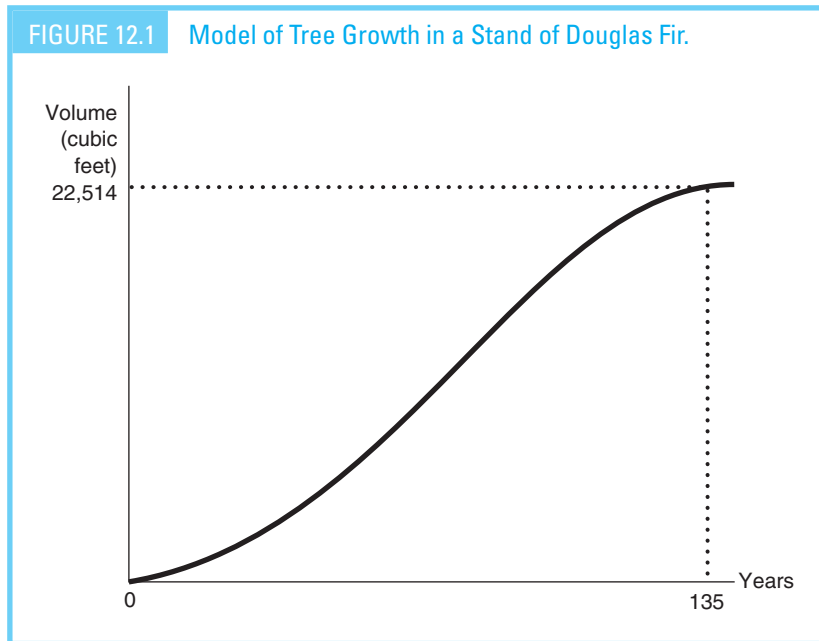 FIGURE 12.1 Model of Tree Growth in a Stand of Douglas Fir.
Volume
(cubic
feet)
22,514
Years
0
135